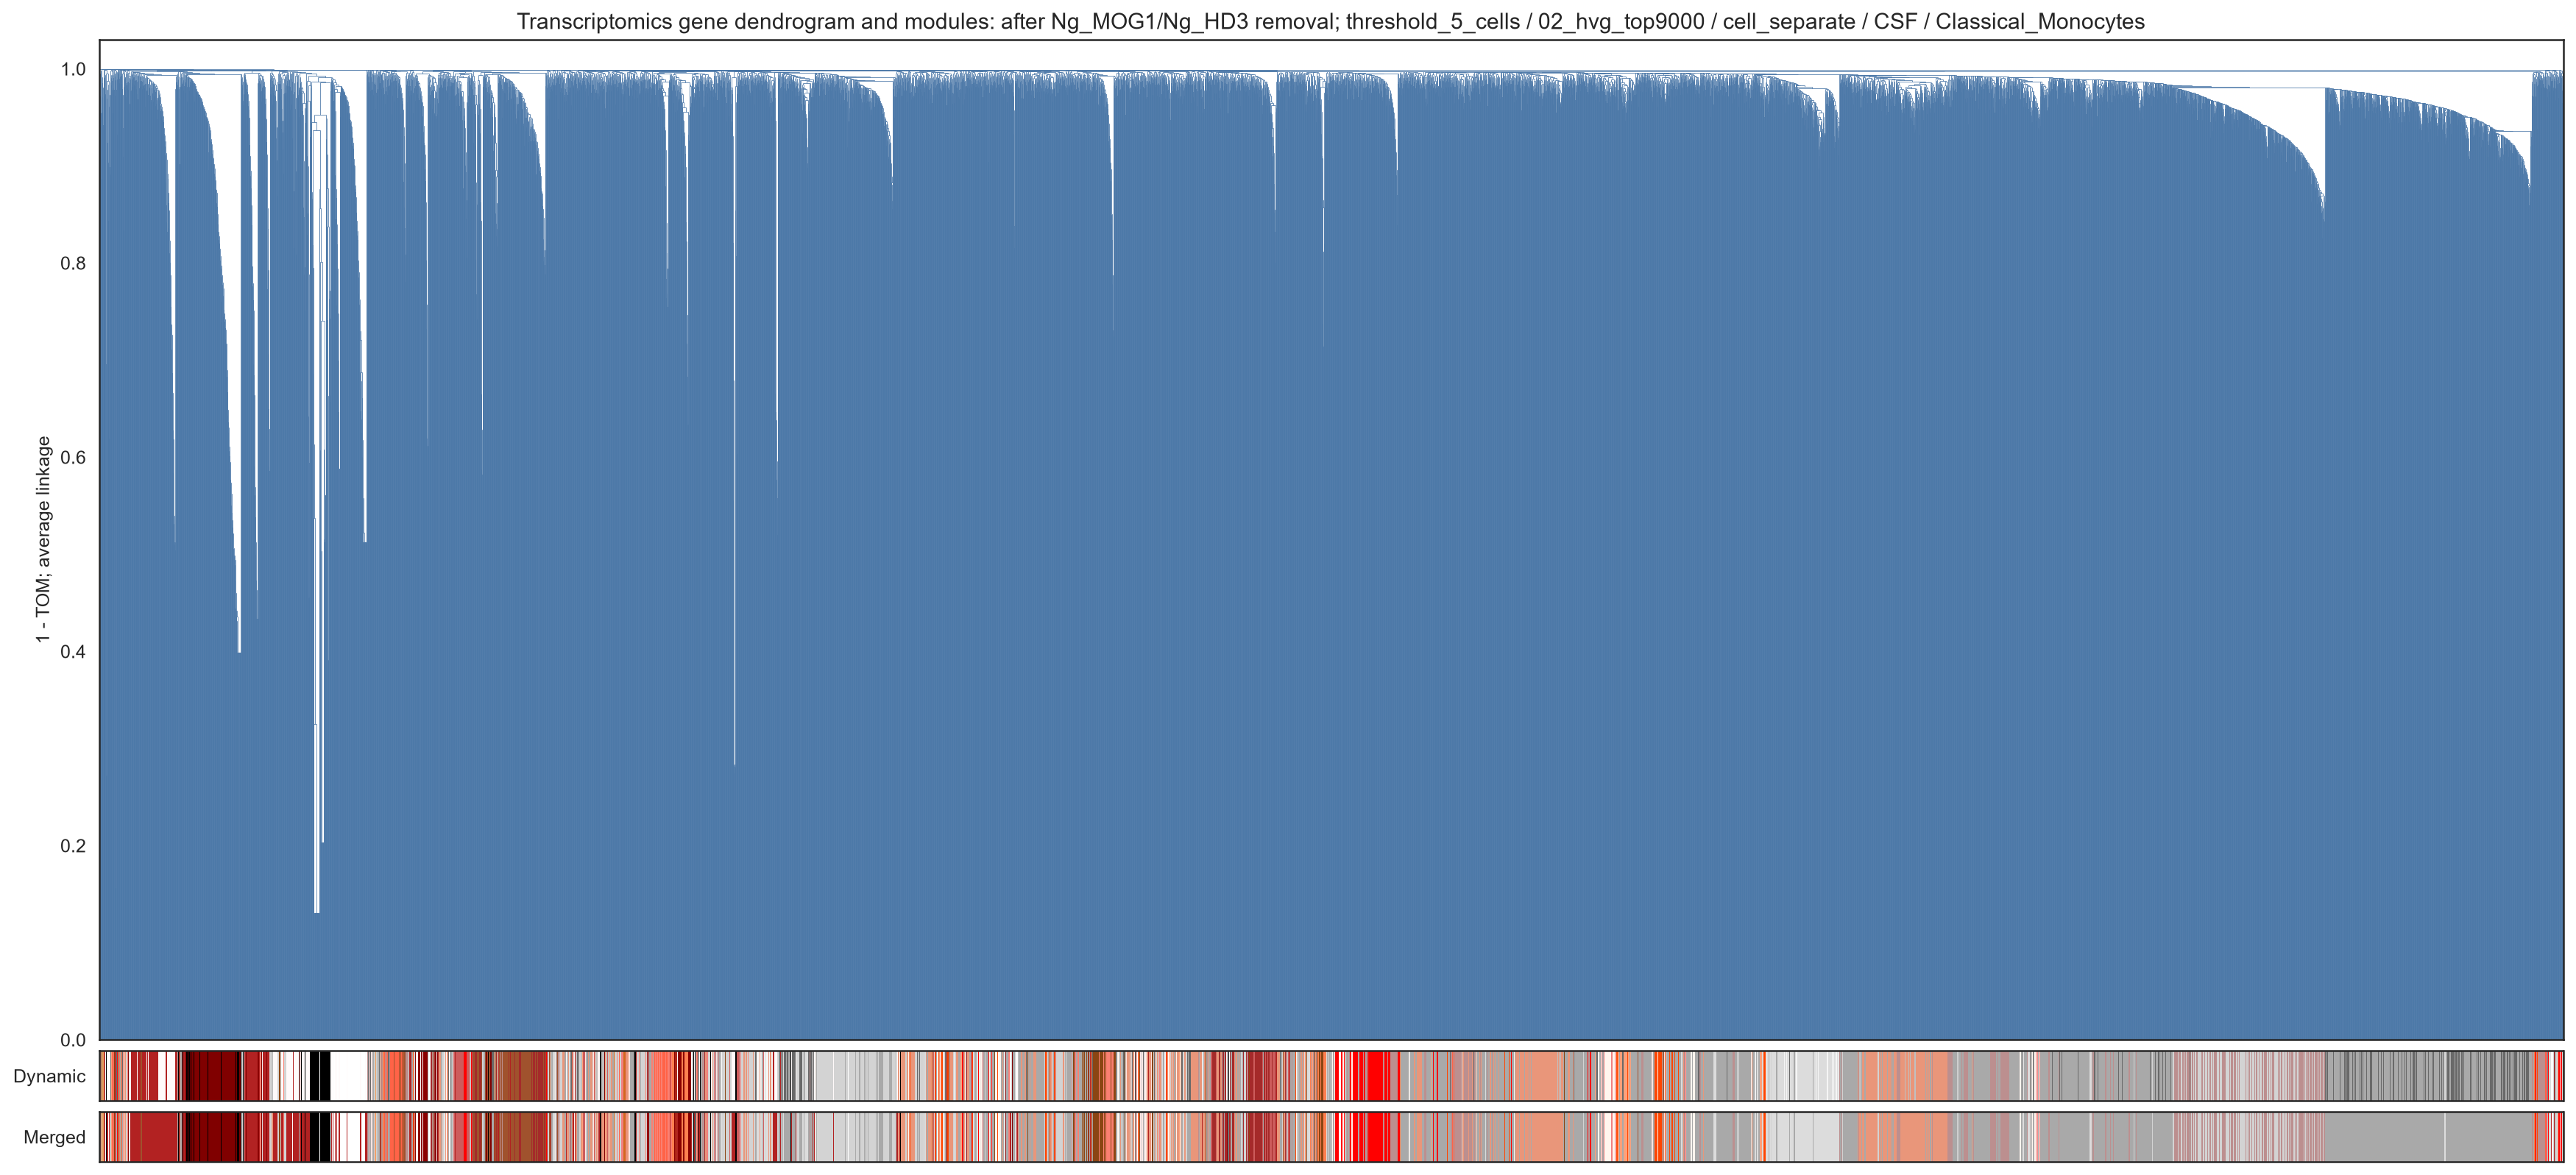 Transcriptomics gene dendrogram and modules: after Ng_MOG1/Ng_HD3 removal; threshold_5_cells / 02_hvg_top9000 / cell_separate / CSF / Classical_Monocytes
1.0
0.8
0.6
0.4
0.2
0.0
1 - TOM; average linkage
Dynamic
Merged